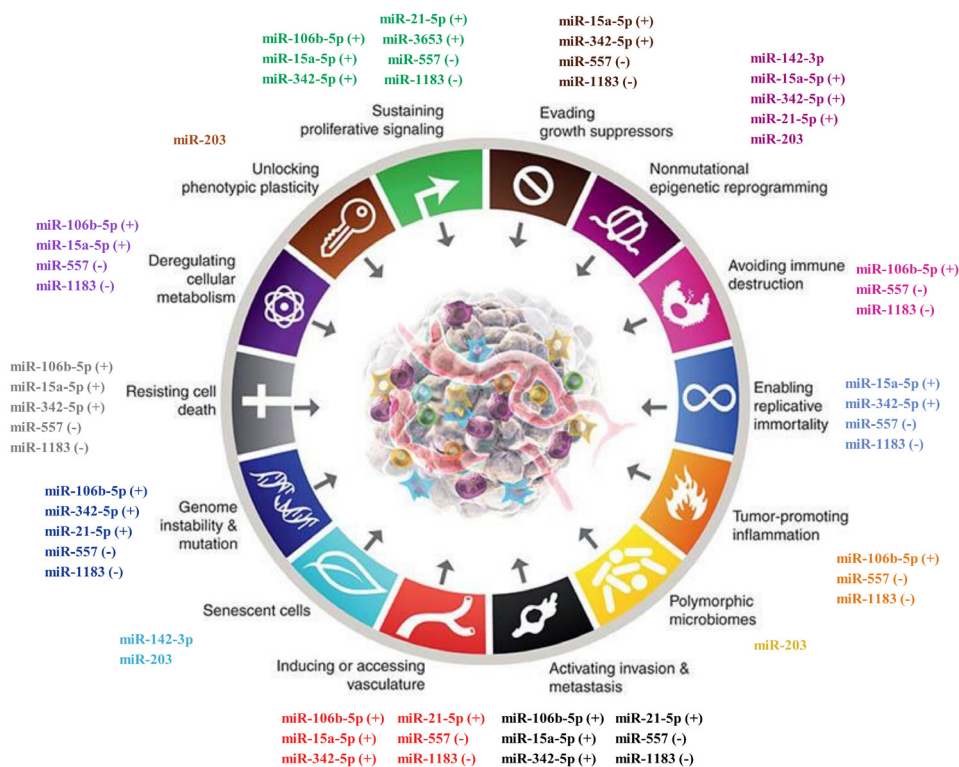 miR-106b-5p (+)
miR-15a-5p (+)
miR-342-5p (+)
miR-21-5p (+)
miR-3653 (+)
miR-557 (-)
miR-1183 (-)
Sustaining
proliferative signaling
miR-15a-5p (+)
miR-342-5p (+)
miR-557 (-)
miR-1183 (-)
Evading
growth suppressors
miR-142-3p
miR-15a-5p (+)
miR-342-5p (+)
miR-21-5p (+)
miR-203
Nonmutational
epigenetic reprogramming
miR-203
Unlocking
phenotypic plasticity
miR-106b-5p (+)
miR-15a-5p (+)
miR-557 (-)
miR-1183 (-)
Deregulating
cellular
metabolism
Avoiding immune
destruction
miR-106b-5p (+)
miR-557 (-)
miR-1183 (-)
miR-106b-5p (+)
miR-15a-5p (+)
miR-342-5p (+)
miR-557 (-)
miR-1183 (-)
Resisting cell
death
Enabling
replicative
immortality
miR-15a-5p (+)
miR-342-5p (+)
miR-557 (-)
miR-1183 (-)
miR-106b-5p (+)
miR-342-5p (+)
miR-21-5p (+)
miR-557 (-)
miR-1183 (-)
Genome
instability &
mutation
Tumor-promoting
inflammation
miR-106b-5p (+)
miR-557 (-)
miR-1183 (-)
Senescent cells
miR-142-3p
miR-203
Polymorphic
microbiomes
miR-203
Inducing or accessing
vasculature
miR-106b-5p (+)
miR-15a-5p (+)
miR-342-5p (+)
miR-21-5p (+)
miR-557 (-)
miR-1183 (-)
Activating invasion &
metastasis
miR-106b-5p (+)
miR-15a-5p (+)
miR-342-5p (+)
miR-21-5p (+)
miR-557 (-)
miR-1183 (-)